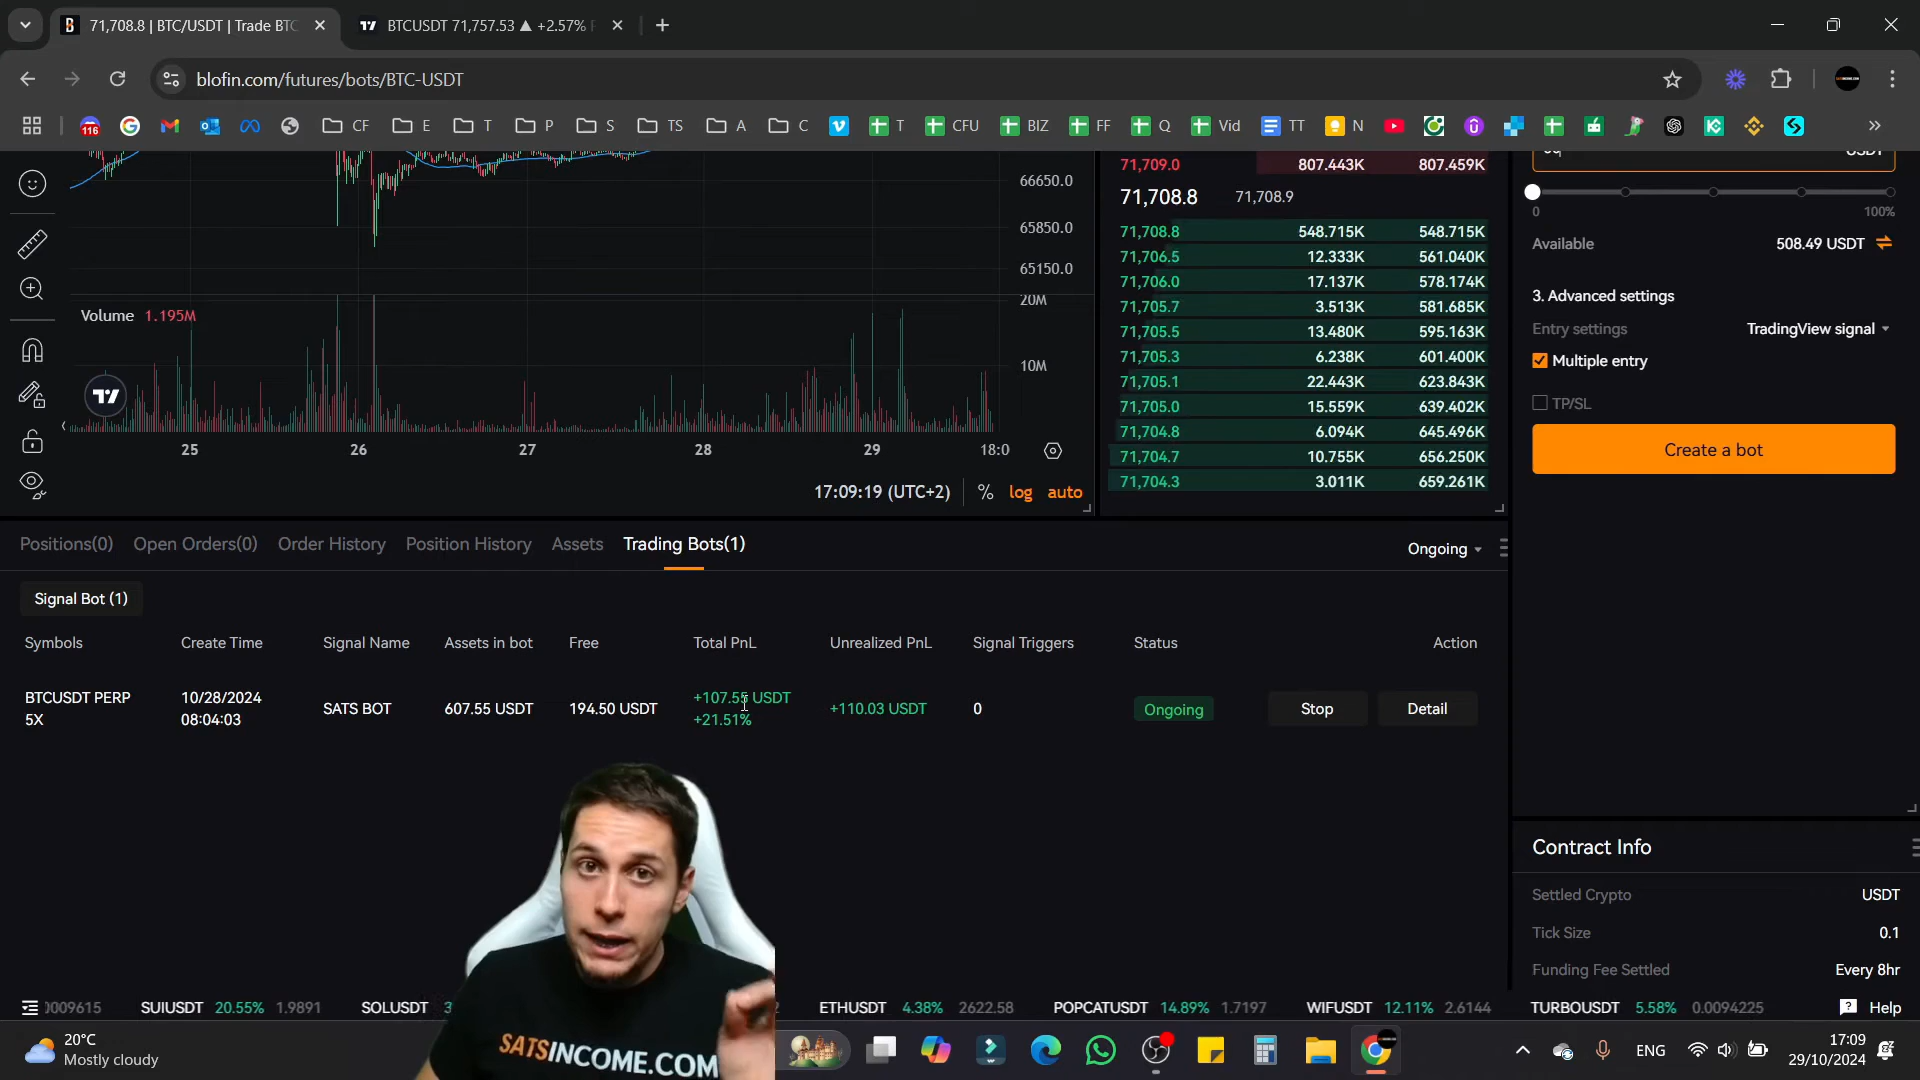 71,708.8 | BTC/USDT | Trade BTC
BTCUSDT 71,757.53 ▲ +2.57%
blofin.com/futures/bots/BTC-USDT
116
CF
E
T
P
S
TS
A
C
T
CFU
BIZ
FF
Q
Vid
TT
N
66650.0
65850.0
65150.0
Volume 1.195M
20M
10M
25 26 27 28 29 18:0
17:09:19 (UTC+2) % log auto
71,709.0 807.443K 807.459K
71,708.8 71,708.9
71,708.8 548.715K 548.715K
71,706.5 12.333K 561.040K
71,706.0 17.137K 578.174K
71,705.7 3.513K 581.685K
71,705.5 13.480K 595.163K
71,705.3 6.238K 601.400K
71,705.1 22.443K 623.843K
71,705.0 15.559K 639.402K
71,704.8 6.094K 645.496K
71,704.7 10.755K 656.250K
71,704.3 3.011K 659.261K
USDT
0 100%
Available 508.49 USDT
3. Advanced settings
Entry settings TradingView signal
Multiple entry
TP/SL
Create a bot
Positions(0) Open Orders(0) Order History Position History Assets Trading Bots(1) Ongoing
Signal Bot (1)
Symbols Create Time Signal Name Assets in bot Free Total PnL Unrealized PnL Signal Triggers Status Action
BTCUSDT PERP 10/28/2024 +107.55 USDT
SATS BOT 607.55 USDT 194.50 USDT +110.03 USDT 0 Ongoing Stop Detail
5X 08:04:03 +21.51%
Contract Info
Settled Crypto USDT
Tick Size 0.1
Funding Fee Settled Every 8hr
SATSINCOME.COM
0009615 SUIUSDT 20.55% 1.9891 SOLUSDT 3 2 ETHUSDT 4.38% 2622.58 POPCATUSDT 14.89% 1.7197 WIFUSDT 12.11% 2.6144 TURBOUSDT 5.58% 0.0094225 Help
20°C
Mostly cloudy
ENG
17:09
29/10/2024